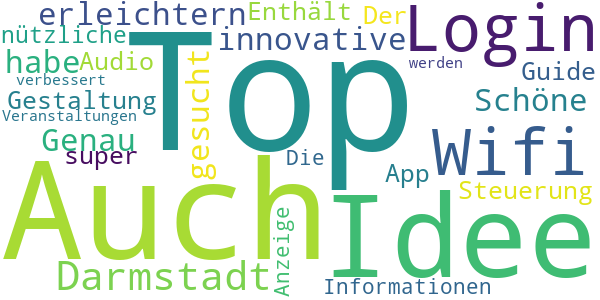 erleichtern
Enthält
Der
Login
nützliche
Top
innovative
habe
Audio
werden
verbessert
gesucht
Guide
Gestaltung
Schöne
Veranstaltungen
Genau
Wifi
super
Die
App
Auch
Steuerung
Idee
Anzeige
Darmstadt
Informationen